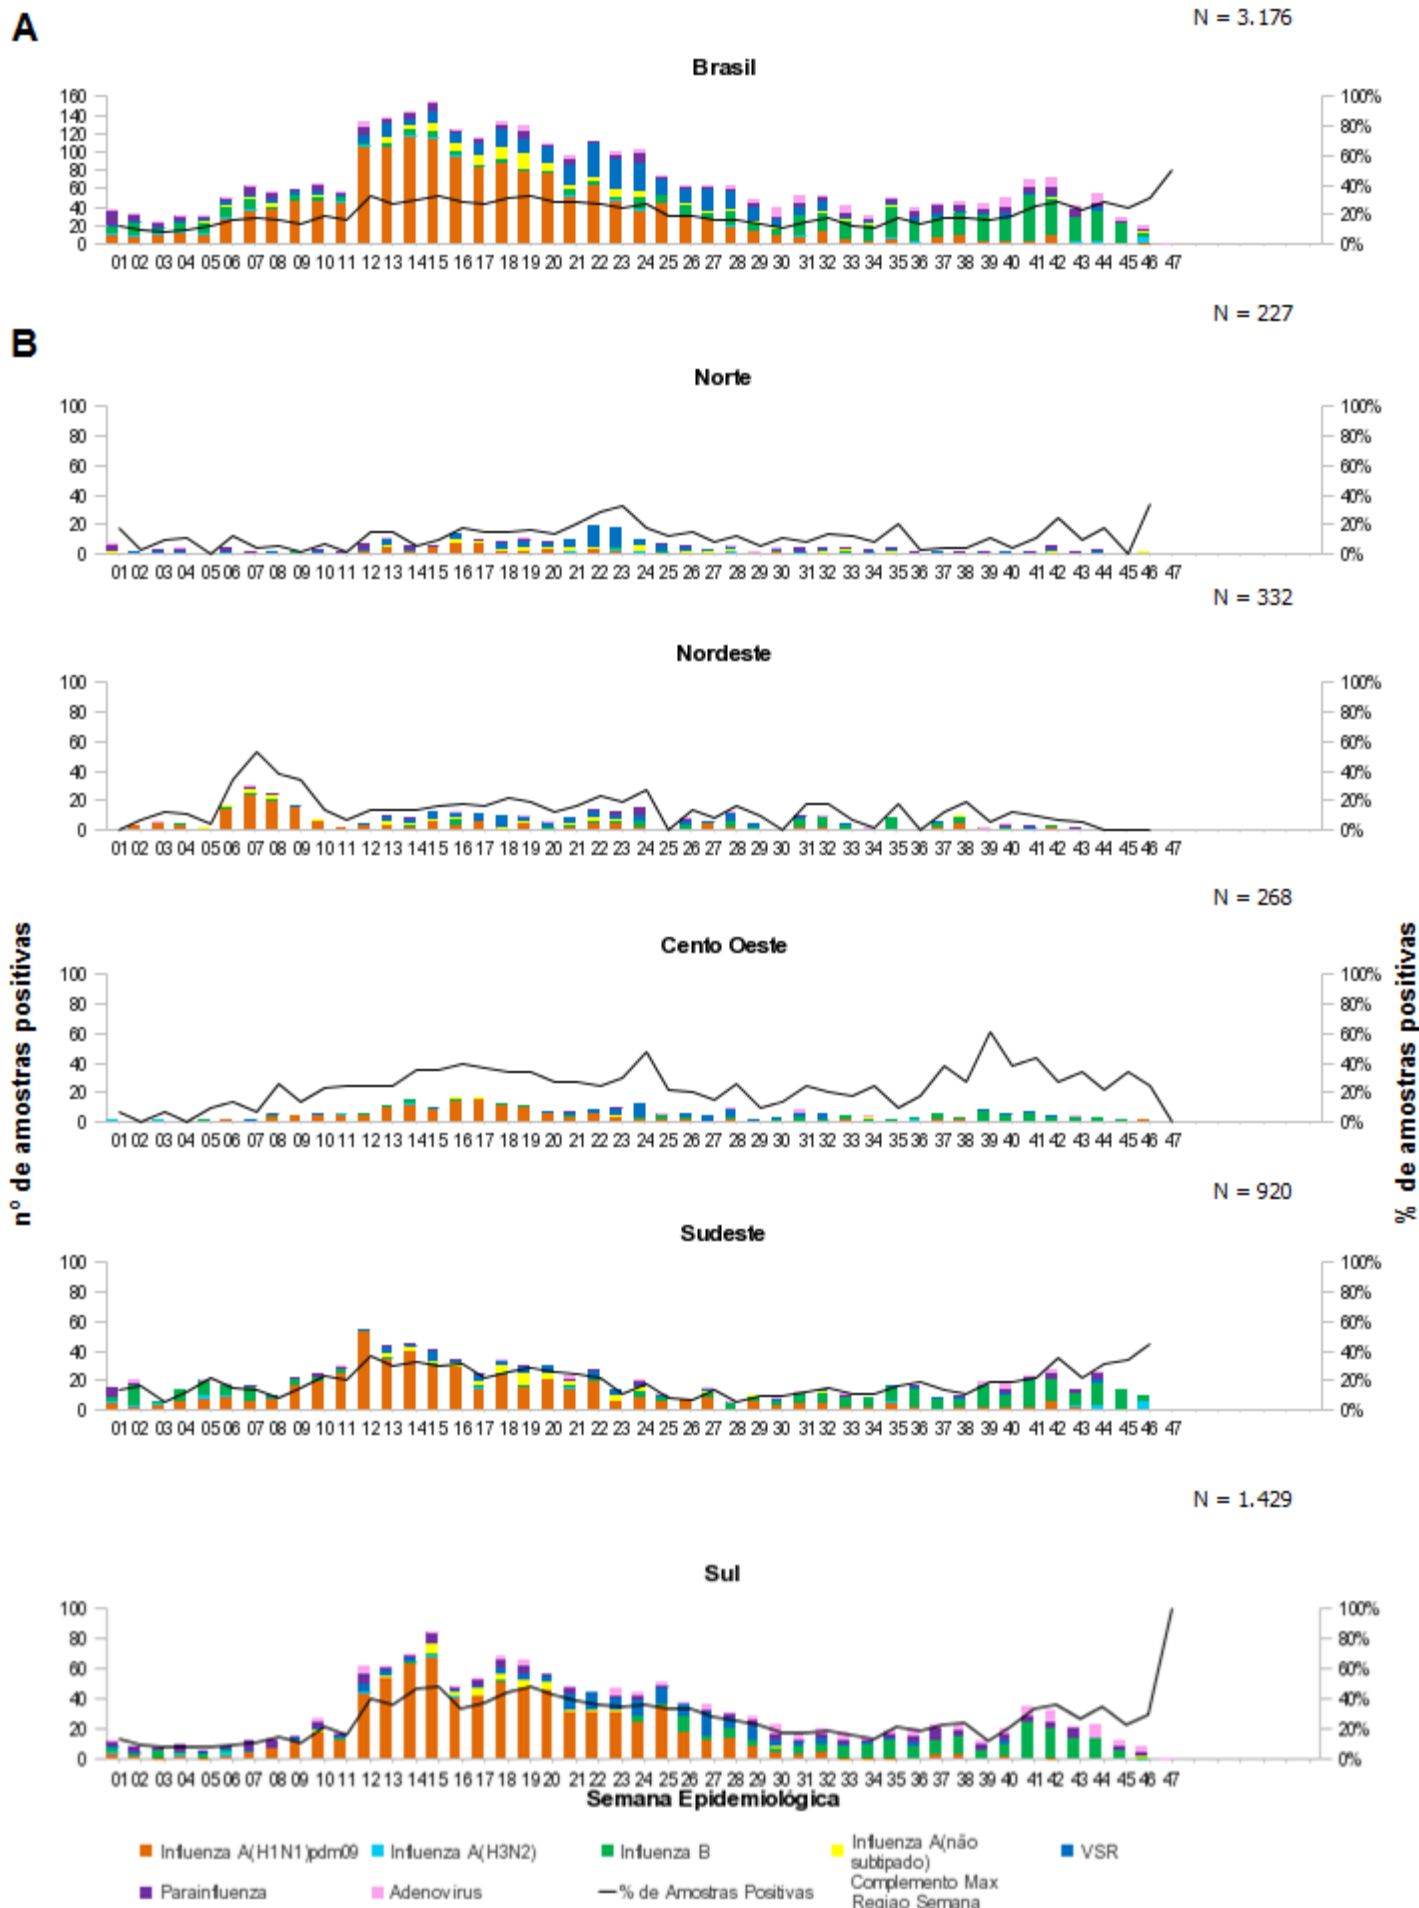 A
N = 3.176
Brasil
160 100%
140
120 80%
100 60%
80
60 40%
40 20%
20
0 0%
01 02 03 04 05 06 07 08 09 10 11 12 13 14 15 16 17 18 19 20 21 22 23 24 25 26 27 28 29 30 31 32 33 34 35 36 37 38 39 40 41 42 43 44 45 46 47
N = 227
B
Norte
100 100%
80 80%
60 60%
40 40%
20 20%
0 0%
01 02 03 04 05 06 07 08 09 10 11 12 13 14 15 16 17 18 19 20 21 22 23 24 25 26 27 28 29 30 31 32 33 34 35 36 37 38 39 40 41 42 43 44 45 46 47
N = 332
Nordeste
100 100%
80 80%
60 60%
40 40%
20 20%
0 0%
01 02 03 04 05 06 07 08 09 10 11 12 13 14 15 16 17 18 19 20 21 22 23 24 25 26 27 28 29 30 31 32 33 34 35 36 37 38 39 40 41 42 43 44 45 46 47
N = 268
Cento Oeste
100 100%
80 80%
60 60%
40 40%
20 20%
0 0%
01 02 03 04 05 06 07 08 09 10 11 12 13 14 15 16 17 18 19 20 21 22 23 24 25 26 27 28 29 30 31 32 33 34 35 36 37 38 39 40 41 42 43 44 45 46 47
nº de amostras positivas
% de amostras positivas
N = 920
Sudeste
100 100%
80 80%
60 60%
40 40%
20 20%
0 0%
01 02 03 04 05 06 07 08 09 10 11 12 13 14 15 16 17 18 19 20 21 22 23 24 25 26 27 28 29 30 31 32 33 34 35 36 37 38 39 40 41 42 43 44 45 46 47
N = 1.429
Sul
100 100%
80 80%
60 60%
40 40%
20 20%
0 0%
01 02 03 04 05 06 07 08 09 10 11 12 13 14 15 16 17 18 19 20 21 22 23 24 25 26 27 28 29 30 31 32 33 34 35 36 37 38 39 40 41 42 43 44 45 46 47
Semana Epidemiológica
Influenza A(H1N1)pdm09 Influenza A(H3N2) Influenza B Influenza A(não
subtipado) VSR
Parainfluenza Adenovirus % de Amostras Positivas Complemento Max
Regiao Semana